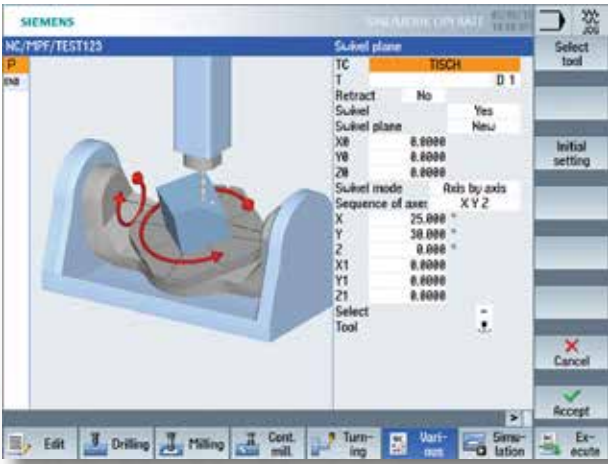 SIEMENS
SINUMERIK OPERATE
JOG
NC/MPF/TEST123
Swivel plane
Select tool
P
END
TC TISCH
T D 1
Retract No
Swivel Yes
Swivel plane New
X0 0.0000
Y0 0.0000
Z0 0.0000
Initial setting
Swivel mode Axis by axis
Sequence of axes X Y Z
X 25.000 °
Y 30.000 °
Z 0.000 °
X1 0.0000
Y1 0.0000
Z1 0.0000
Select -
Tool
Cancel
Accept
Edit
Drilling
Milling
Cont. mill.
Turn-ing
Vari-ous
Simu-lation
Ex-ecute